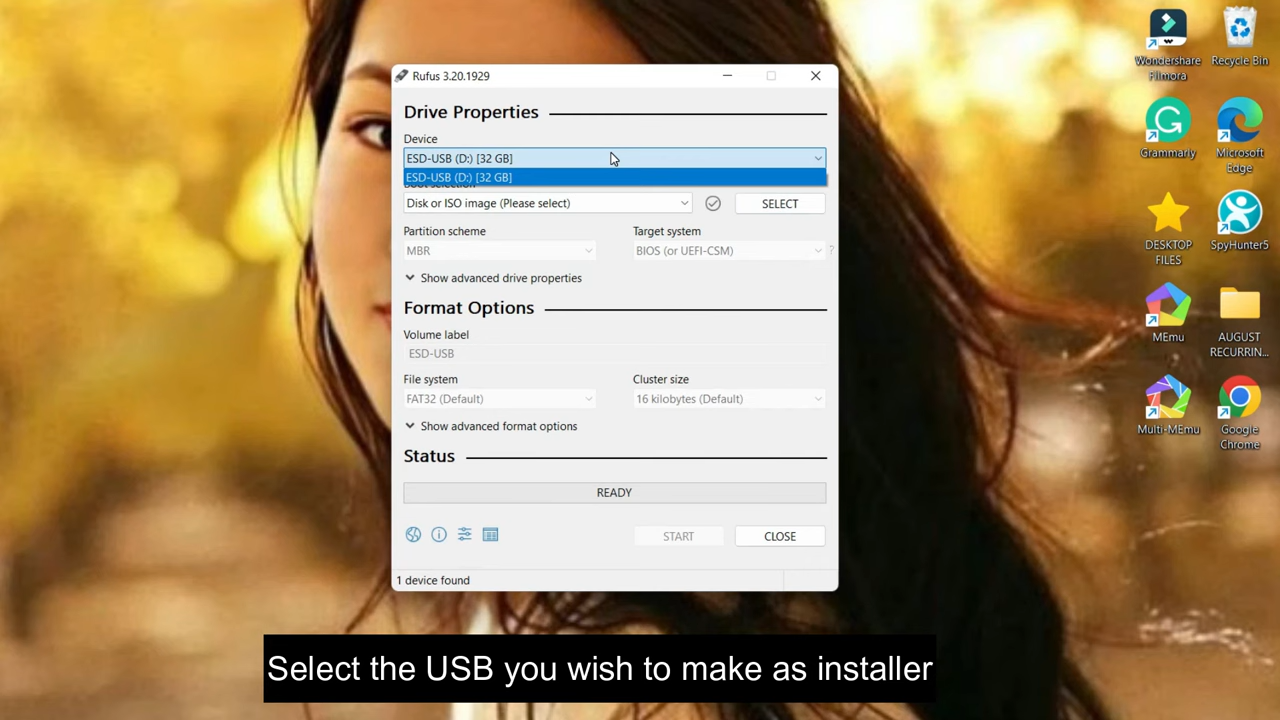 Rufus 3.20.1929
Drive Properties
Device
ESD-USB (D:) [32 GB]
ESD-USB (D:) [32 GB]
Boot selection
Disk or ISO image (Please select)
SELECT
Partition scheme
Target system
MBR
BIOS (or UEFI-CSM)
?
Show advanced drive properties
Format Options
Volume label
ESD-USB
File system
Cluster size
FAT32 (Default)
16 kilobytes (Default)
Show advanced format options
Status
READY
START
CLOSE
1 device found
Wondershare
Filmora
Recycle Bin
Grammarly
Microsoft
Edge
DESKTOP
FILES
SpyHunter5
MEmu
AUGUST
RECURRIN...
Multi-MEmu
Google
Chrome
Select the USB you wish to make as installer